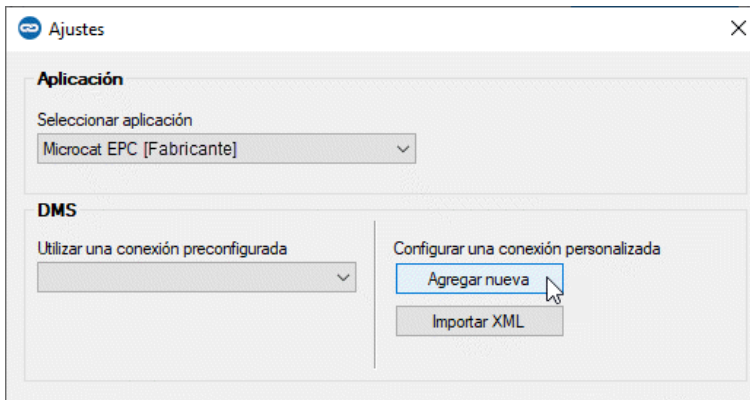 Ajustes
Aplicación
Seleccionar aplicación
Microcat EPC [Fabricante]
DMS
Utilizar una conexión preconfigurada
Configurar una conexión personalizada
Agregar nueva
Importar XML